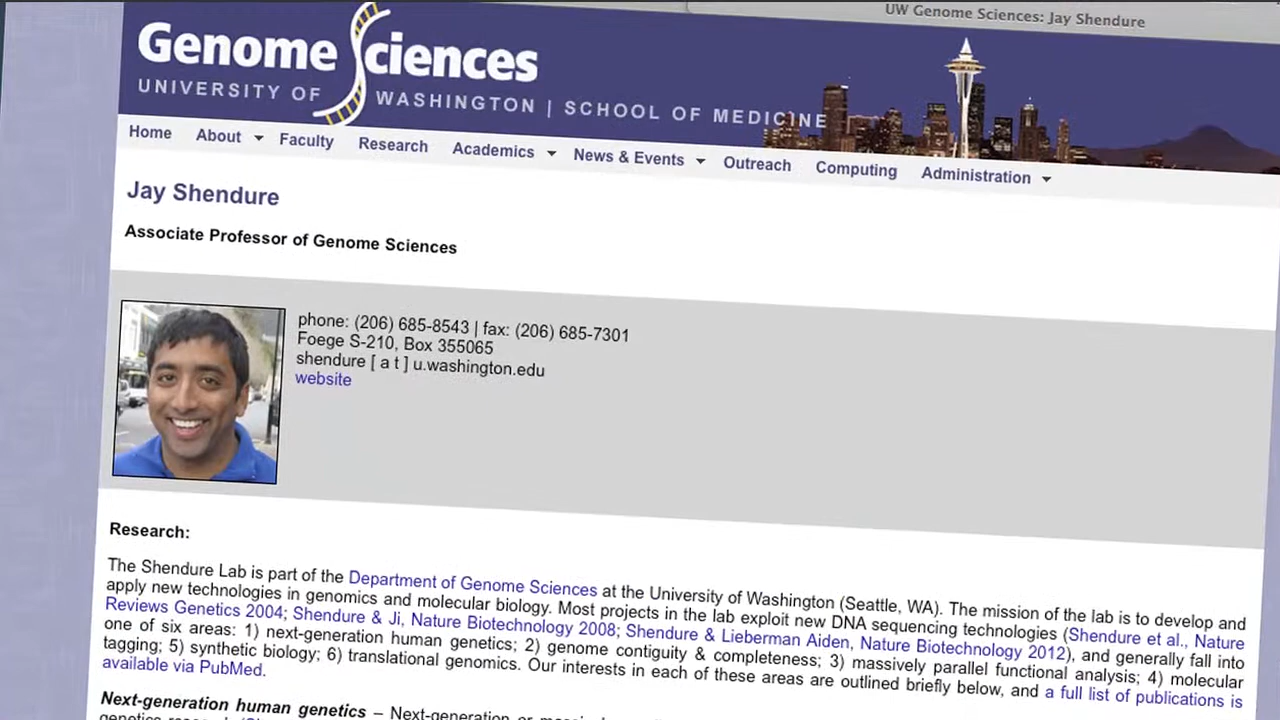 UW Genome Sciences: Jay Shendure
Genome Sciences
UNIVERSITY OF WASHINGTON | SCHOOL OF MEDICINE
Home About Faculty Research Academics News & Events Outreach Computing Administration
Jay Shendure
Associate Professor of Genome Sciences
phone: (206) 685-8543 | fax: (206) 685-7301
Foege S-210, Box 355065
shendure [ a t ] u.washington.edu
website
Research:
The Shendure Lab is part of the Department of Genome Sciences at the University of Washington (Seattle, WA). The mission of the lab is to develop and
apply new technologies in genomics and molecular biology. Most projects in the lab exploit new DNA sequencing technologies (Shendure et al., Nature
Reviews Genetics 2004; Shendure & Ji, Nature Biotechnology 2008; Shendure & Lieberman Aiden, Nature Biotechnology 2012), and generally fall into
one of six areas: 1) next-generation human genetics; 2) genome contiguity & completeness; 3) massively parallel functional analysis; 4) molecular
tagging; 5) synthetic biology; 6) translational genomics. Our interests in each of these areas are outlined briefly below, and a full list of publications is
available via PubMed.
Next-generation human genetics – Next-generation or